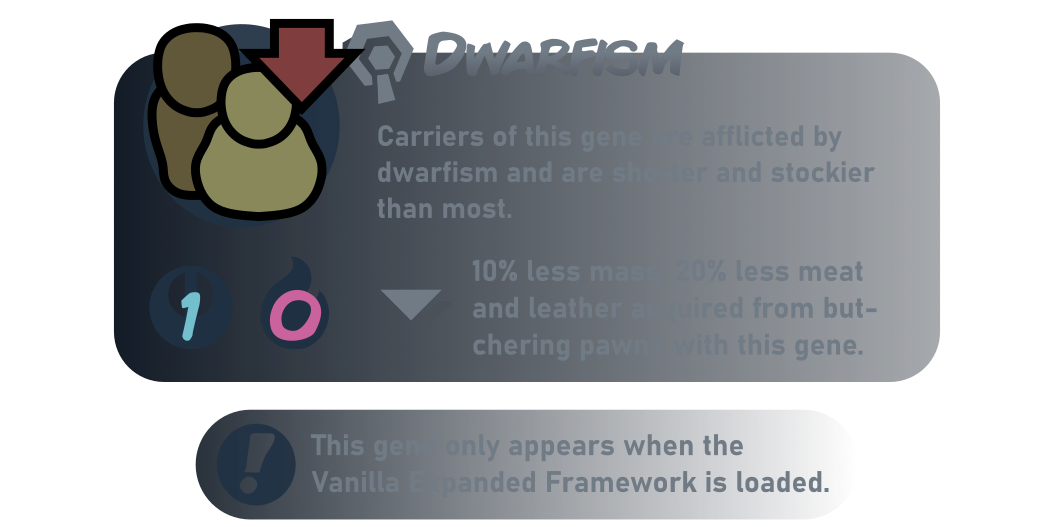 Dwarfism
Carriers of this gene are afflicted by
dwarfism and are shorter and stockier
than most.
1 0
10% less mass, 20% less meat
and leather acquired from but-
chering pawns with this gene.
This gene only appears when the
Vanilla Expanded Framework is loaded.